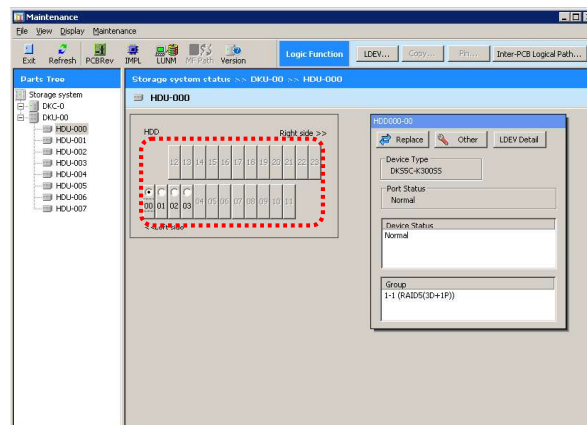 Maintenance
File View Display Maintenance
Exit Refresh PCBRev IMPL LUNM MF Path Version Logic Function LDEV... Copy... Pin... Inter-PCB Logical Path...
Parts Tree
Storage system status >> DKU-00 >> HDU-000
Storage system
DKC-0
DKU-00
HDU-000
HDU-001
HDU-002
HDU-003
HDU-004
HDU-005
HDU-006
HDU-007
HDU-000
HDD Right side >>
12 13 14 15 16 17 18 19 20 21 22 23
00 01 02 03 04 05 06 07 08 09 10 11
<<Left side
HDD000-00
Replace Other LDEV Detail
Device Type
DKS5C-K300SS
Port Status
Normal
Device Status
Normal
Group
1-1 (RAID5(3D+1P))